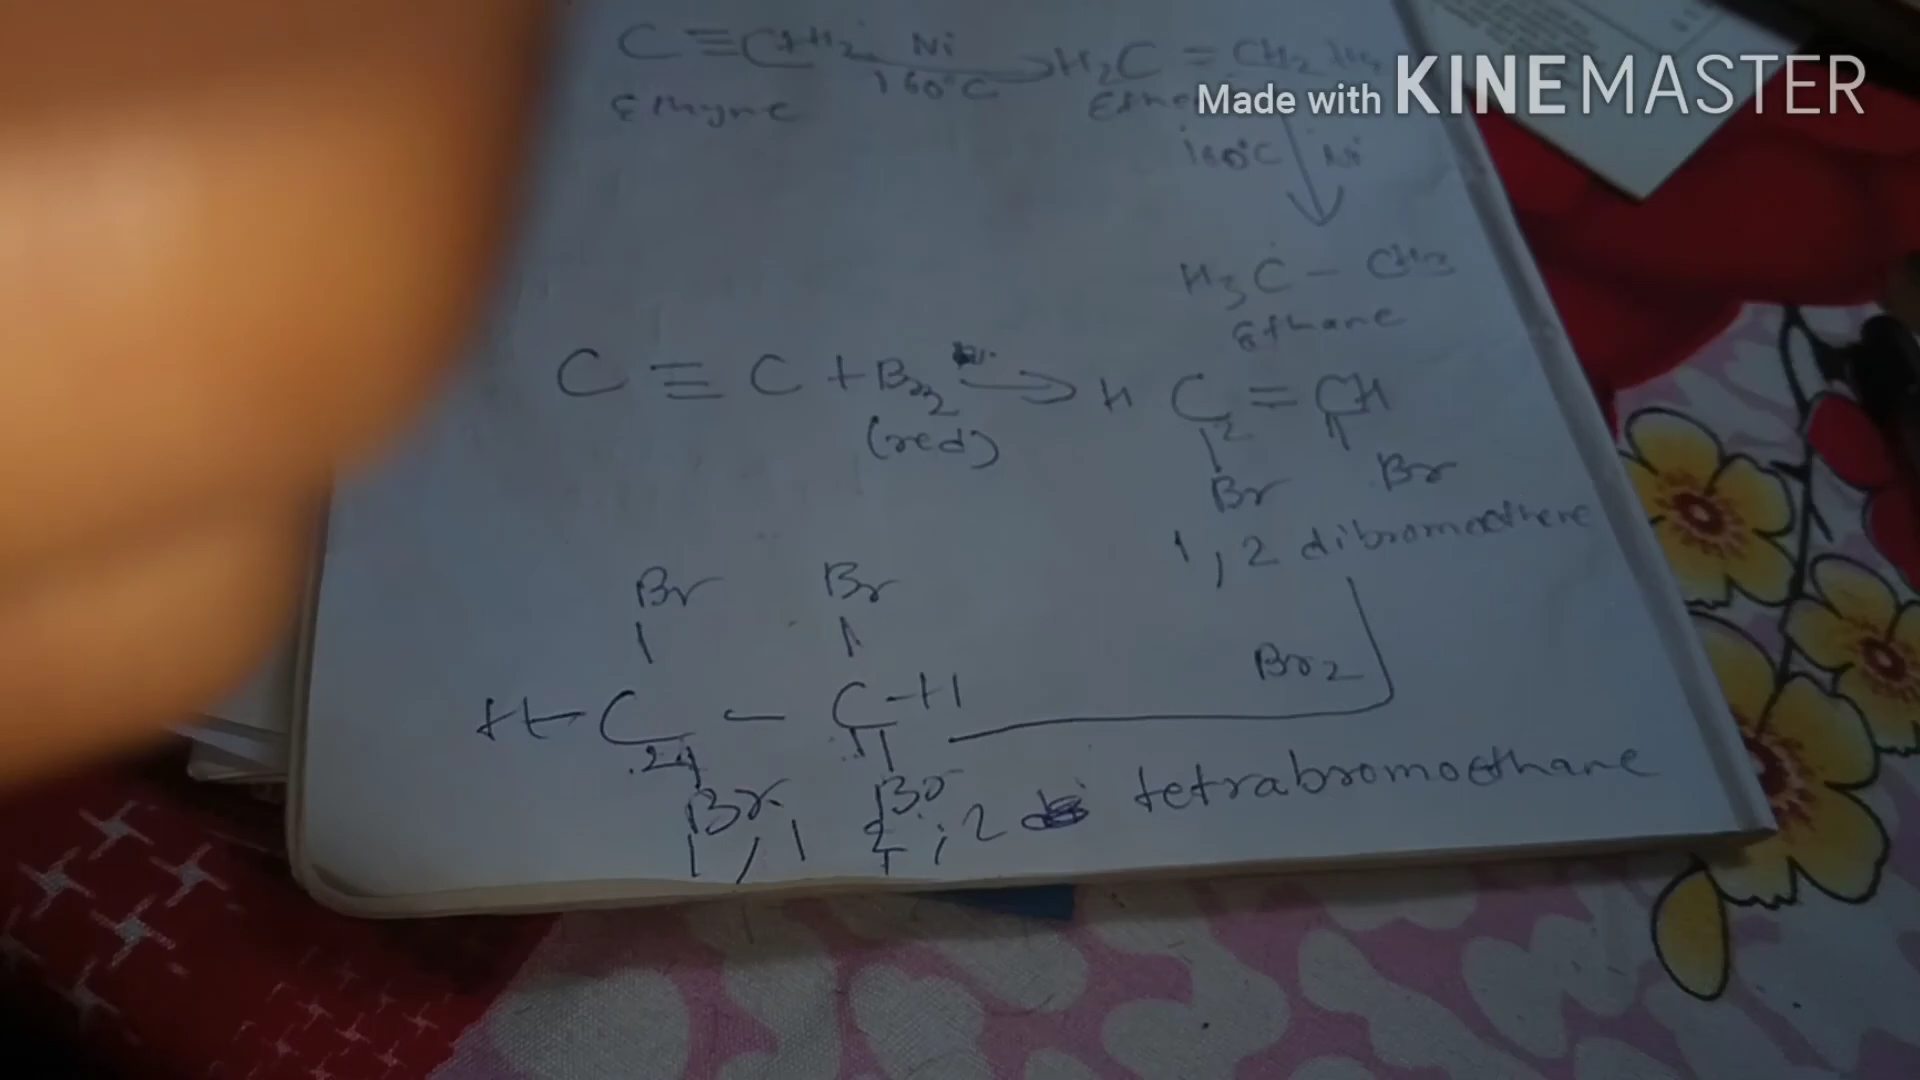 C ≡ C + H2 Ni H2C = CH2
Made with KINEMASTER
160°C
Ethyne
160°C Ni
H3C - CH3
Ethane
C ≡ C + Br2 → H C = CH
(red)
Br Br
1, 2 dibromoethene
Br Br
Br2
H-C - C-H
Br Br
1, 1 2, 2 tetrabromoethane